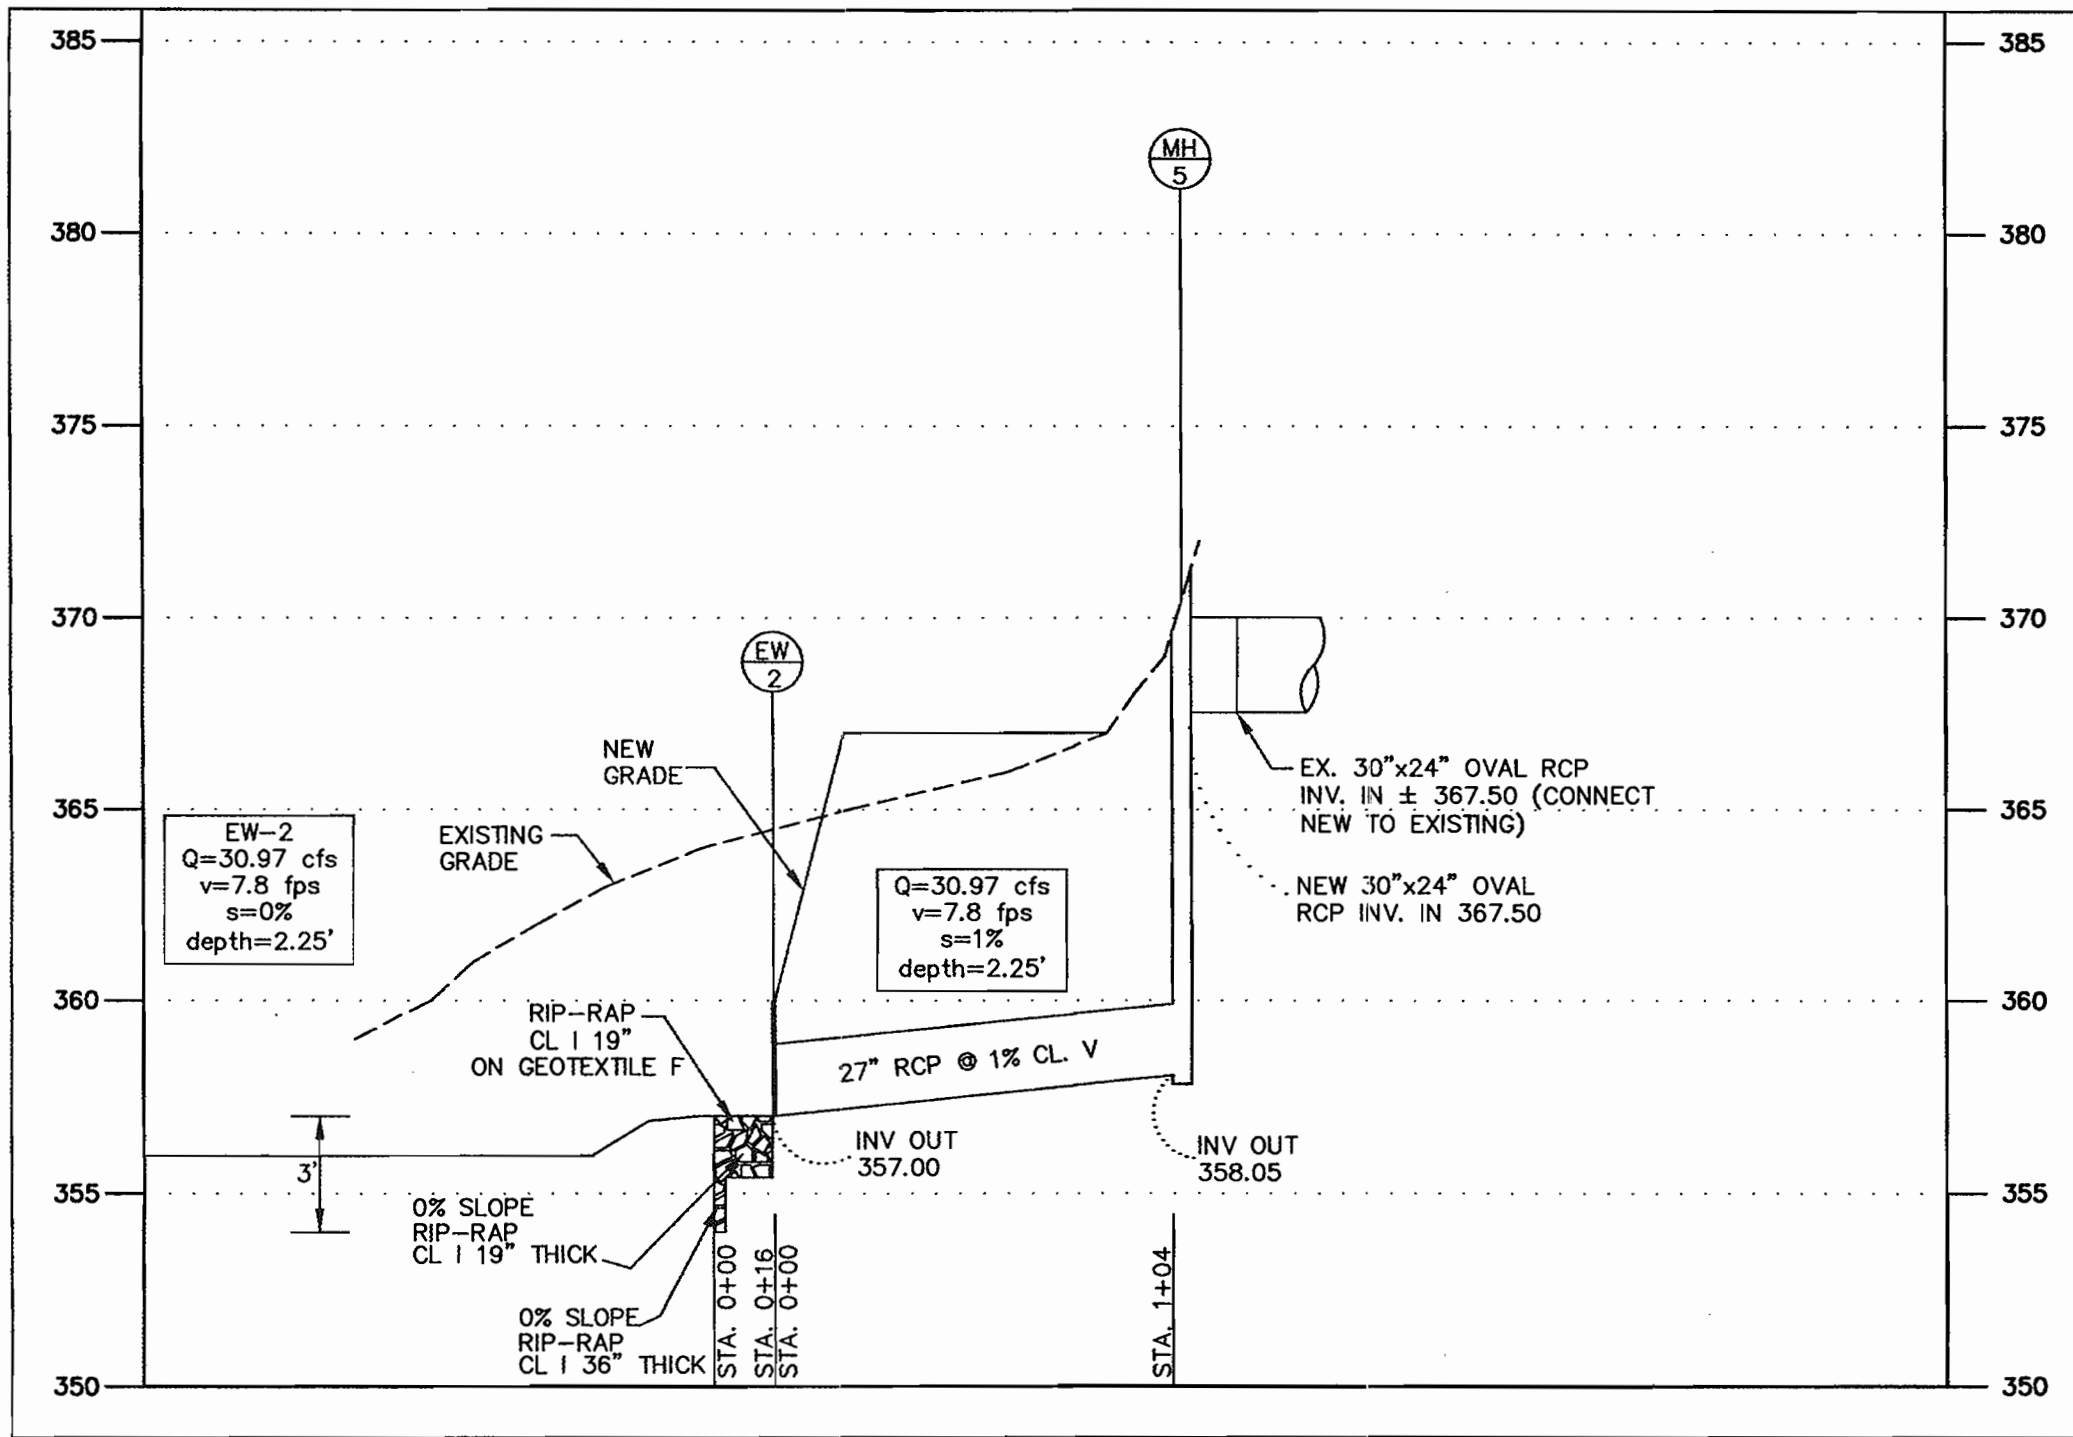 385
385
MH
5
380
380
375
375
370
370
EW
2
NEW
GRADE
EX. 30"x24" OVAL RCP
INV. IN ± 367.50 (CONNECT
NEW TO EXISTING)
365
365
EW-2
Q=30.97 cfs
v=7.8 fps
s=0%
depth=2.25'
EXISTING
GRADE
Q=30.97 cfs
v=7.8 fps
s=1%
depth=2.25'
NEW 30"x24" OVAL
RCP INV. IN 367.50
360
360
RIP-RAP
CL I 19"
ON GEOTEXTILE F
27" RCP @ 1% CL. V
INV OUT
357.00
INV OUT
358.05
3'
355
355
0% SLOPE
RIP-RAP
CL I 19" THICK
0% SLOPE
RIP-RAP
CL I 36" THICK
STA. 0+00
STA. 0+16
STA. 0+00
STA. 1+04
350
350